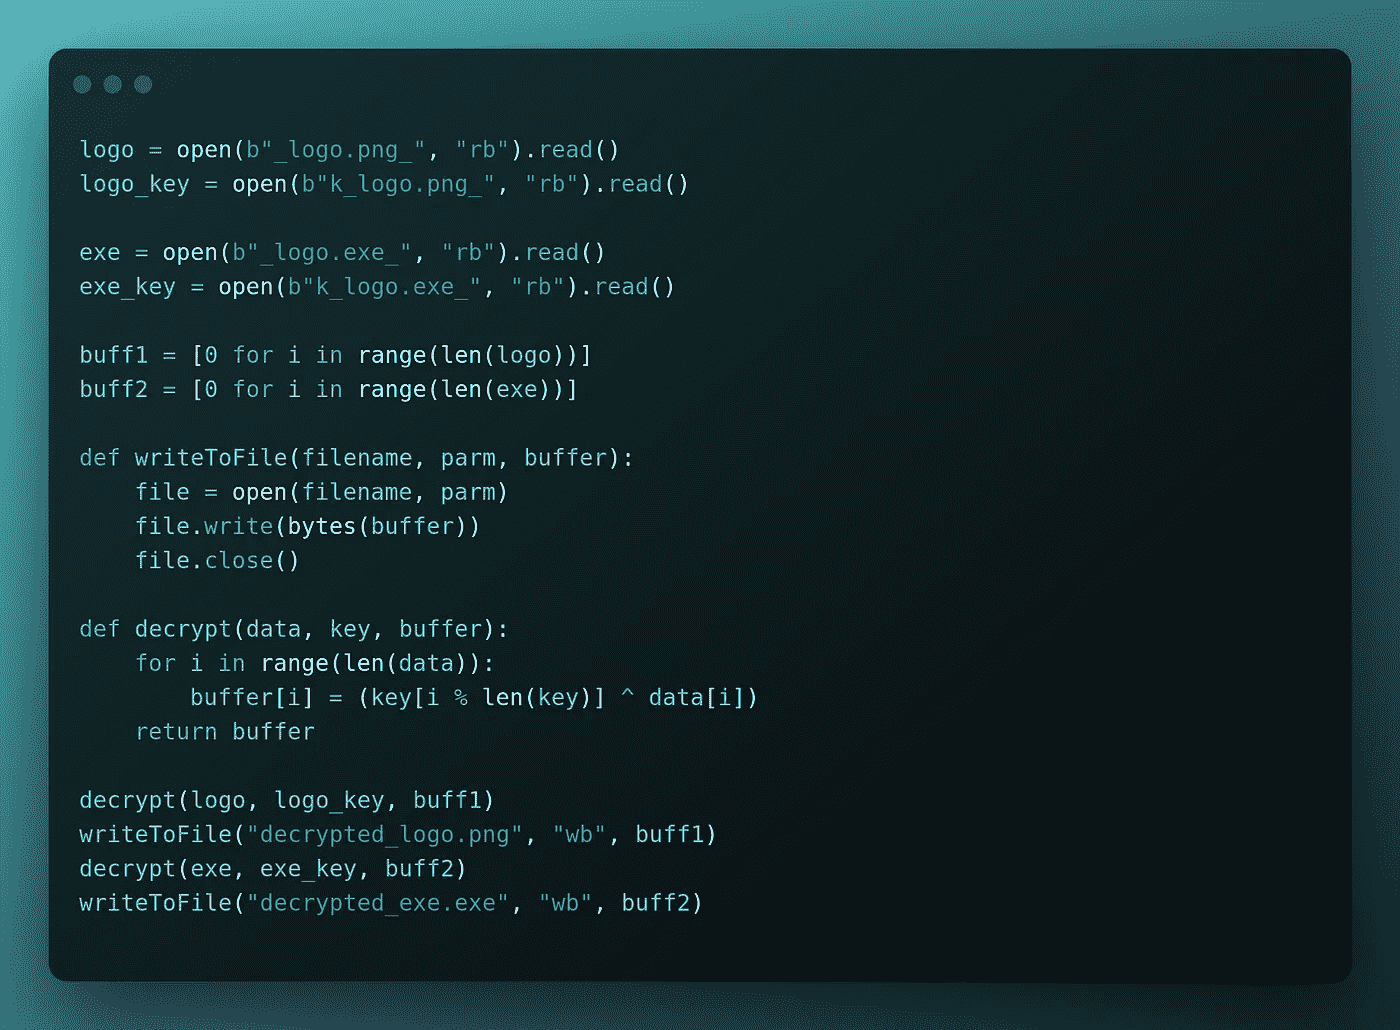 logo = open(b"_logo.png_", "rb").read()
logo_key = open(b"k_logo.png_", "rb").read()

exe = open(b"_logo.exe_", "rb").read()
exe_key = open(b"k_logo.exe_", "rb").read()

buff1 = [0 for i in range(len(logo))]
buff2 = [0 for i in range(len(exe))]

def writeToFile(filename, parm, buffer):
    file = open(filename, parm)
    file.write(bytes(buffer))
    file.close()

def decrypt(data, key, buffer):
    for i in range(len(data)):
        buffer[i] = (key[i % len(key)] ^ data[i])
    return buffer

decrypt(logo, logo_key, buff1)
writeToFile("decrypted_logo.png", "wb", buff1)
decrypt(exe, exe_key, buff2)
writeToFile("decrypted_exe.exe", "wb", buff2)